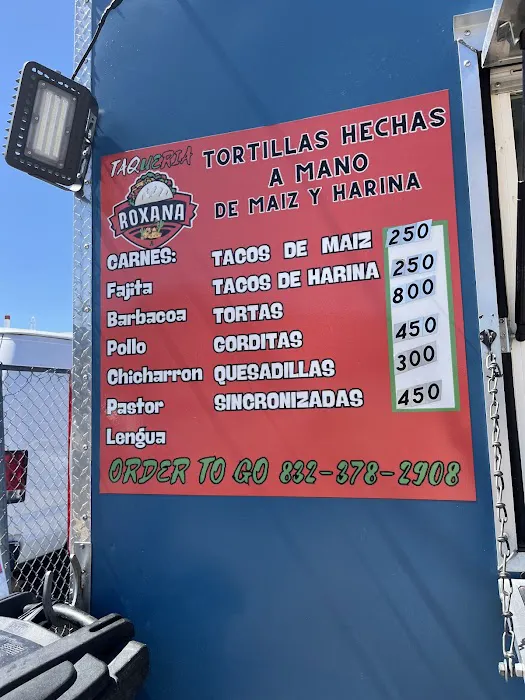 TAQUERIA
ROXANA
TORTILLAS HECHAS
A MANO
DE MAIZ Y HARINA
CARNES:
Fajita
Barbacoa
Pollo
Chicharron
Pastor
Lengua
TACOS DE MAIZ 250
TACOS DE HARINA 250
TORTAS 800
GORDITAS 450
QUESADILLAS 300
SINCRONIZADAS 450
ORDER TO GO 832-378-2908